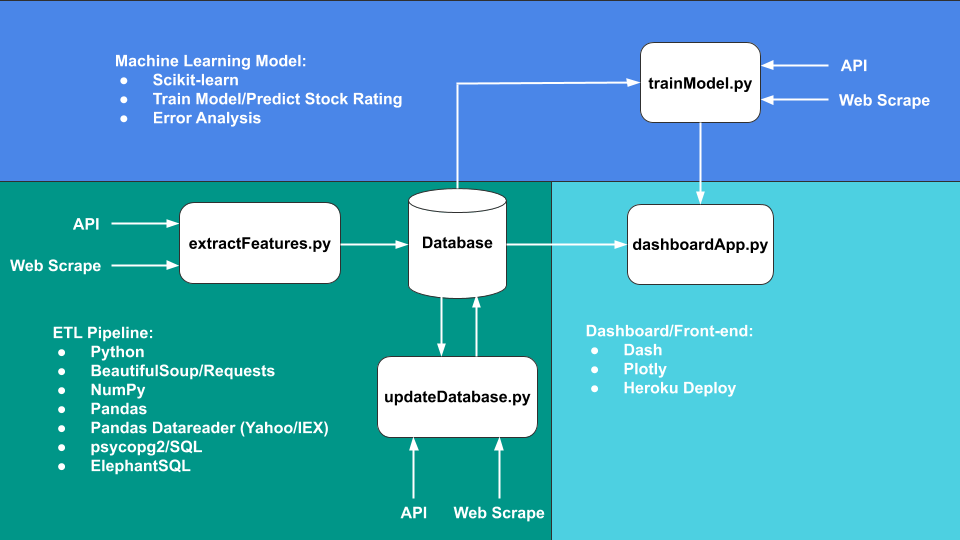 Machine Learning Model:
● Scikit-learn
● Train Model/Predict Stock Rating
● Error Analysis
trainModel.py
API
Web Scrape
API
Web Scrape
extractFeatures.py
Database
dashboardApp.py
ETL Pipeline:
● Python
● BeautifulSoup/Requests
● NumPy
● Pandas
● Pandas Datareader (Yahoo/IEX)
● psycopg2/SQL
● ElephantSQL
updateDatabase.py
API
Web Scrape
Dashboard/Front-end:
● Dash
● Plotly
● Heroku Deploy